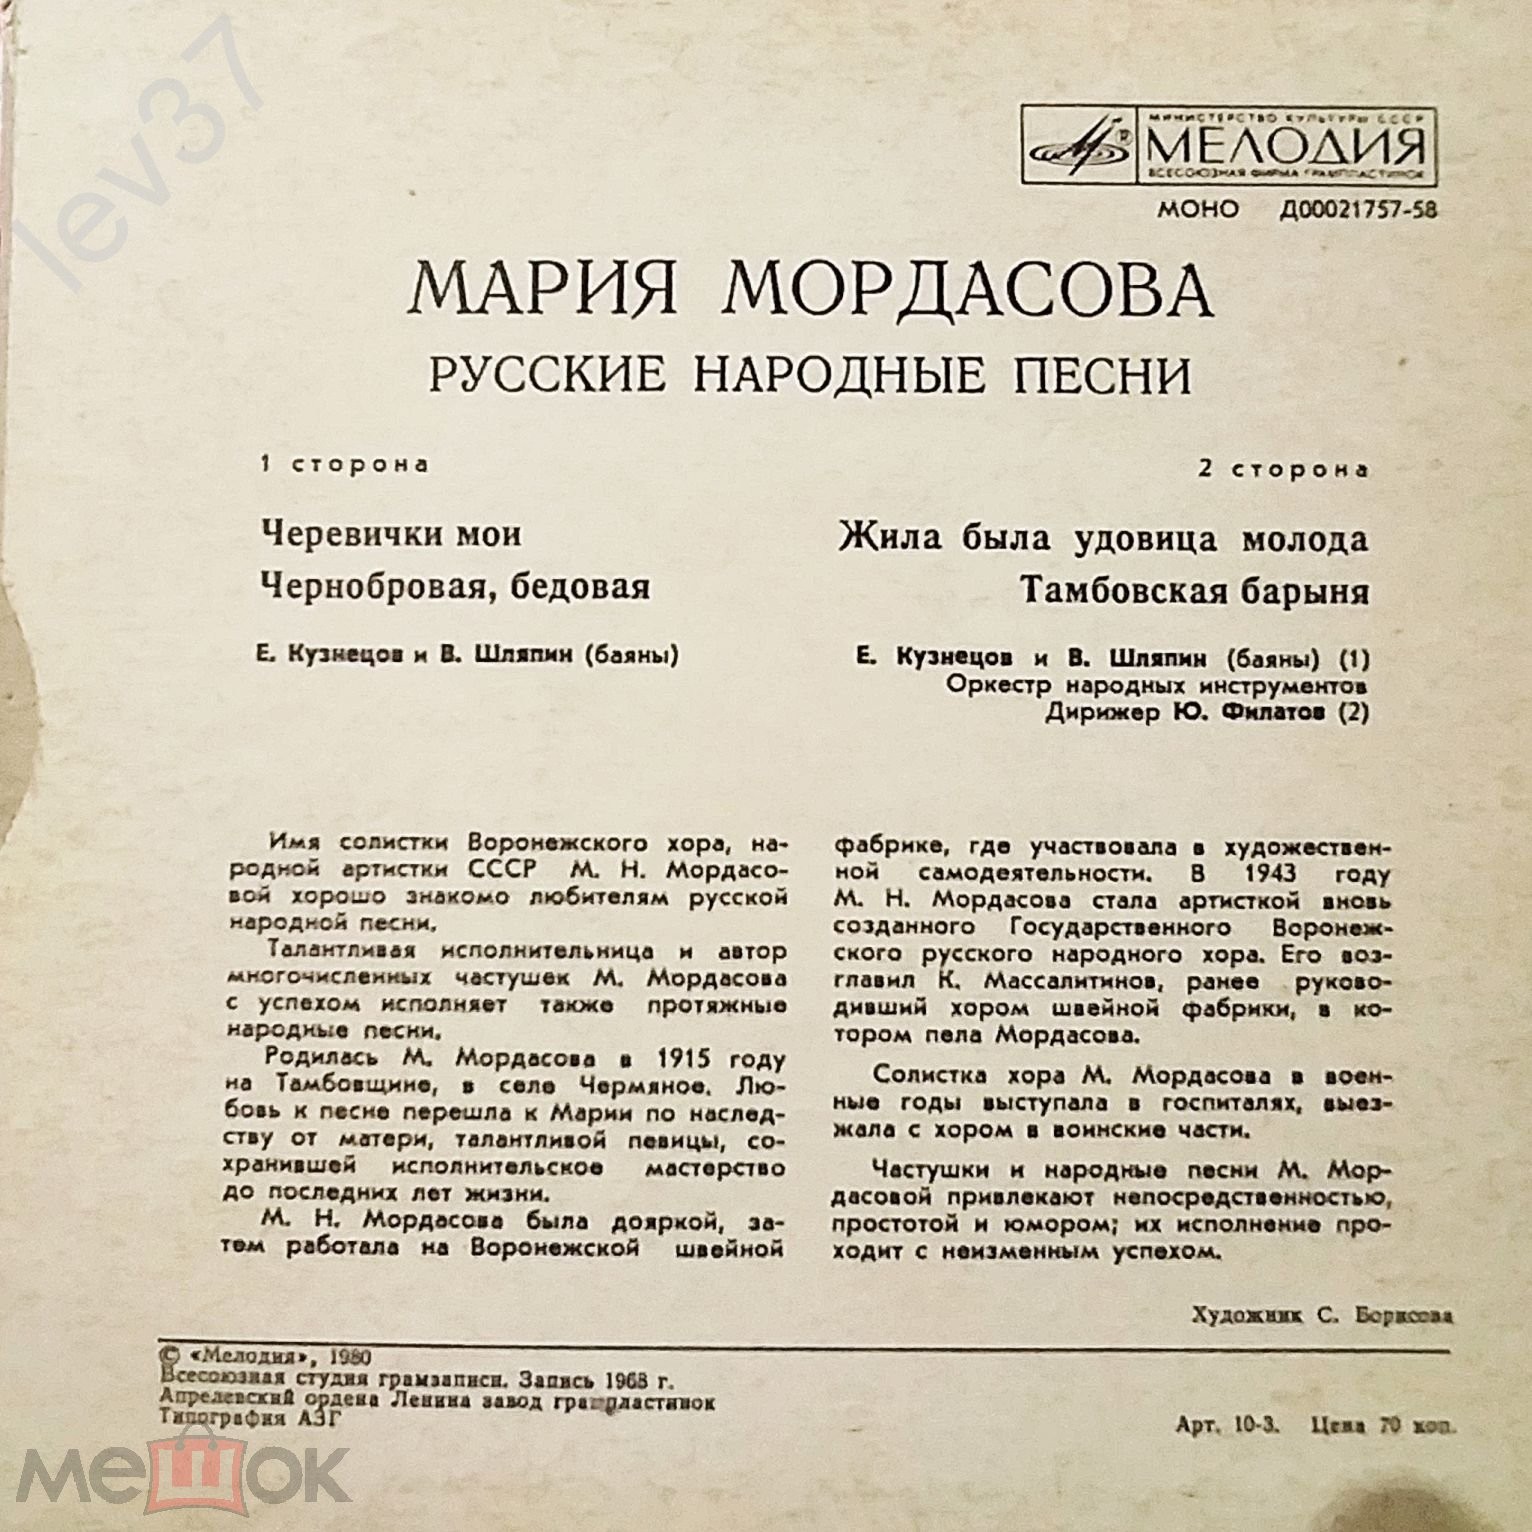 lev37
МИНИСТЕРСТВО КУЛЬТУРЫ СССР
МЕЛОДИЯ
ВСЕСОЮЗНАЯ ФИРМА ГРАМПЛАСТИНОК
МОНО Д00021757-58
МАРИЯ МОРДАСОВА
РУССКИЕ НАРОДНЫЕ ПЕСНИ
1 сторона
Черевички мои
Чернобровая, бедовая
Е. Кузнецов и В. Шляпин (баяны)
2 сторона
Жила была удовица молода
Тамбовская барыня
Е. Кузнецов и В. Шляпин (баяны) (1)
Оркестр народных инструментов
Дирижер Ю. Филатов (2)
Имя солистки Воронежского хора, на-
родной артистки СССР М. Н. Мордасо-
вой хорошо знакомо любителям русской
народной песни.
Талантливая исполнительница и автор
многочисленных частушек М. Мордасова
с успехом исполняет также протяжные
народные песни.
Родилась М. Мордасова в 1915 году
на Тамбовщине, в селе Чермяное. Лю-
бовь к песне перешла к Марии по наслед-
ству от матери, талантливой певицы, со-
хранившей исполнительское мастерство
до последних лет жизни.
М. Н. Мордасова была дояркой, за-
тем работала на Воронежской швейной
фабрике, где участвовала в художествен-
ной самодеятельности. В 1943 году
М. Н. Мордасова стала артисткой вновь
созданного Государственного Воронеж-
ского русского народного хора. Его воз-
главил К. Массалитинов, ранее руково-
дивший хором швейной фабрики, в ко-
тором пела Мордасова.
Солистка хора М. Мордасова в воен-
ные годы выступала в госпиталях, выез-
жала с хором в воинские части.
Частушки и народные песни М. Мор-
дасовой привлекают непосредственностью,
простотой и юмором; их исполнение про-
ходит с неизменным успехом.
Художник С. Борисова
© «Мелодия», 1980
Всесоюзная студия грамзаписи. Запись 1968 г.
Апрелевский ордена Ленина завод грампластинок
Типография АЗГ
Арт. 10-3. Цена 70 коп.
мешок